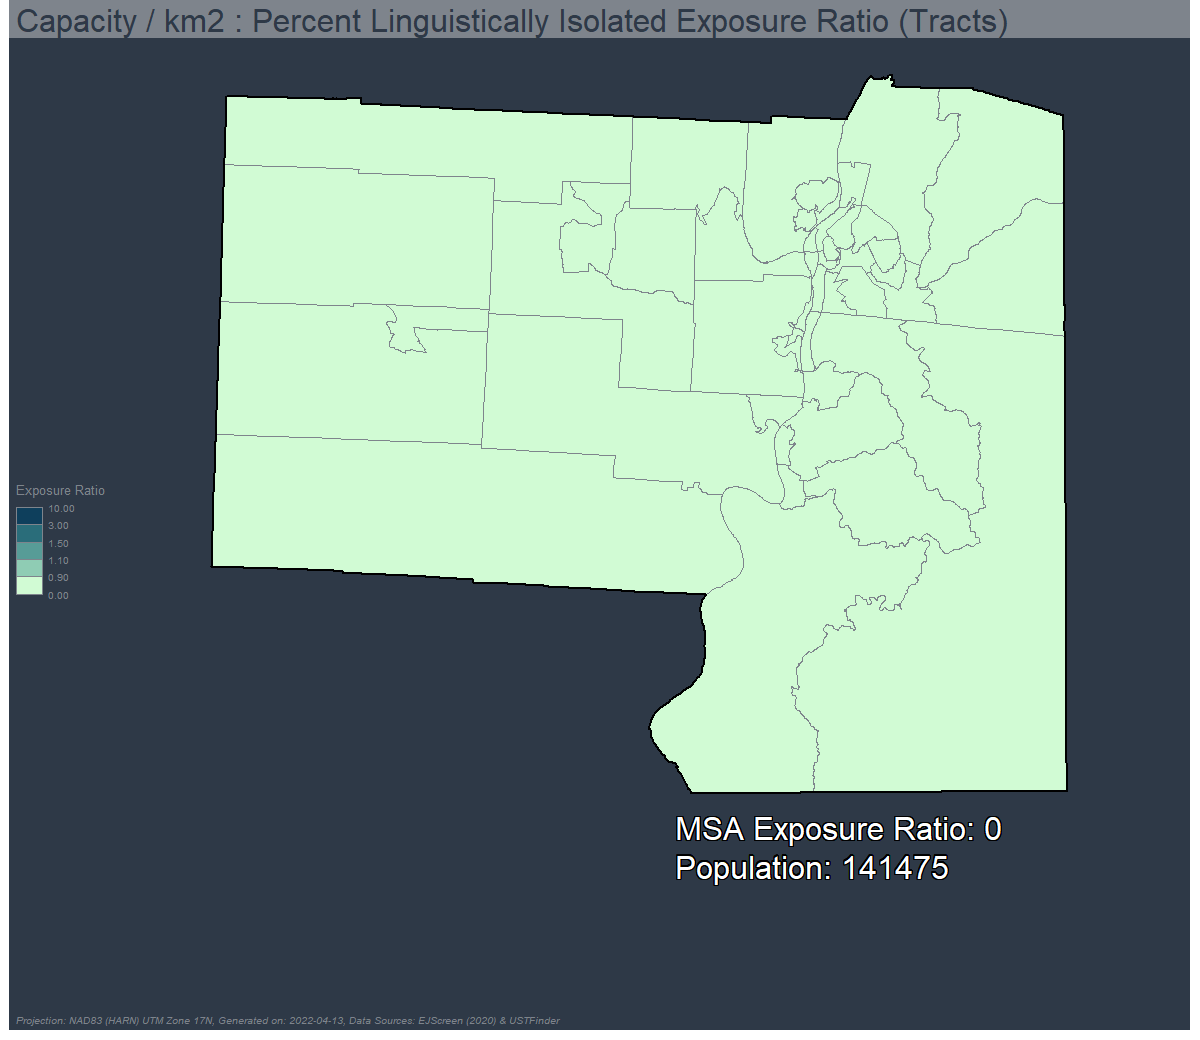 Capacity / km2 : Percent Linguistically Isolated Exposure Ratio (Tracts)
Exposure Ratio
10.00
3.00
1.50
1.10
0.90
0.00
MSA Exposure Ratio: 0
Population: 141475
Projection: NAD83 (HARN) UTM Zone 17N, Generated on: 2022-04-13, Data Sources: EJScreen (2020) & USTFinder